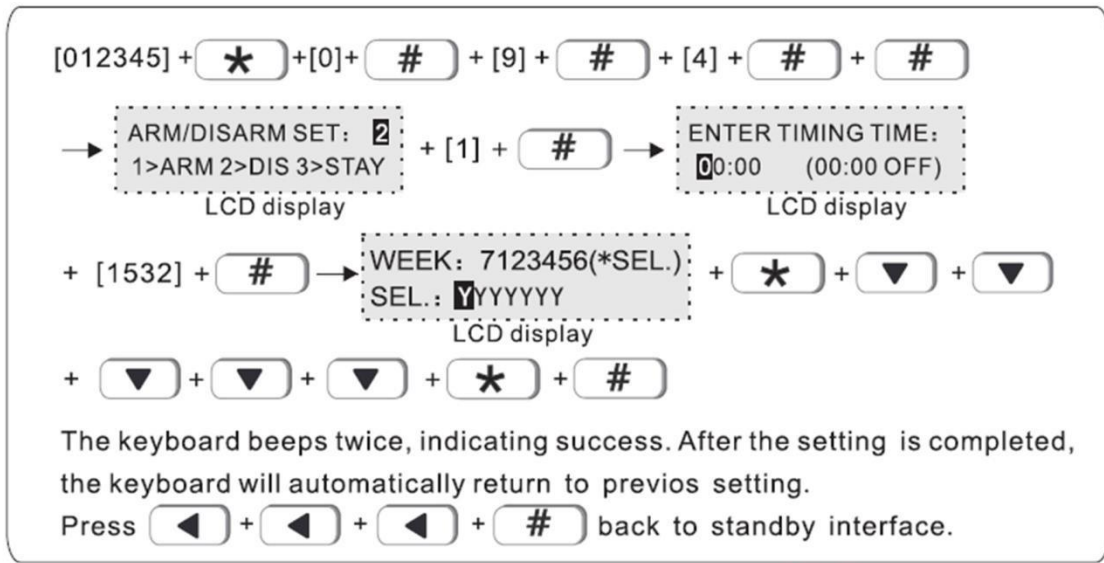 [012345] + * +[0]+ # + [9] + # + [4] + # + #
→ ARM/DISARM SET: 2
1>ARM 2>DIS 3>STAY
LCD display
+ [1] + # →
ENTER TIMING TIME:
00:00 (00:00 OFF)
LCD display
+ [1532] + # →
WEEK: 7123456(*SEL.)
SEL.: YYYYYYY
LCD display
+ * + ▼ + ▼
+ ▼ + ▼ + ▼ + * + #
The keyboard beeps twice, indicating success. After the setting is completed,
the keyboard will automatically return to previos setting.
Press ◀ + ◀ + ◀ + # back to standby interface.